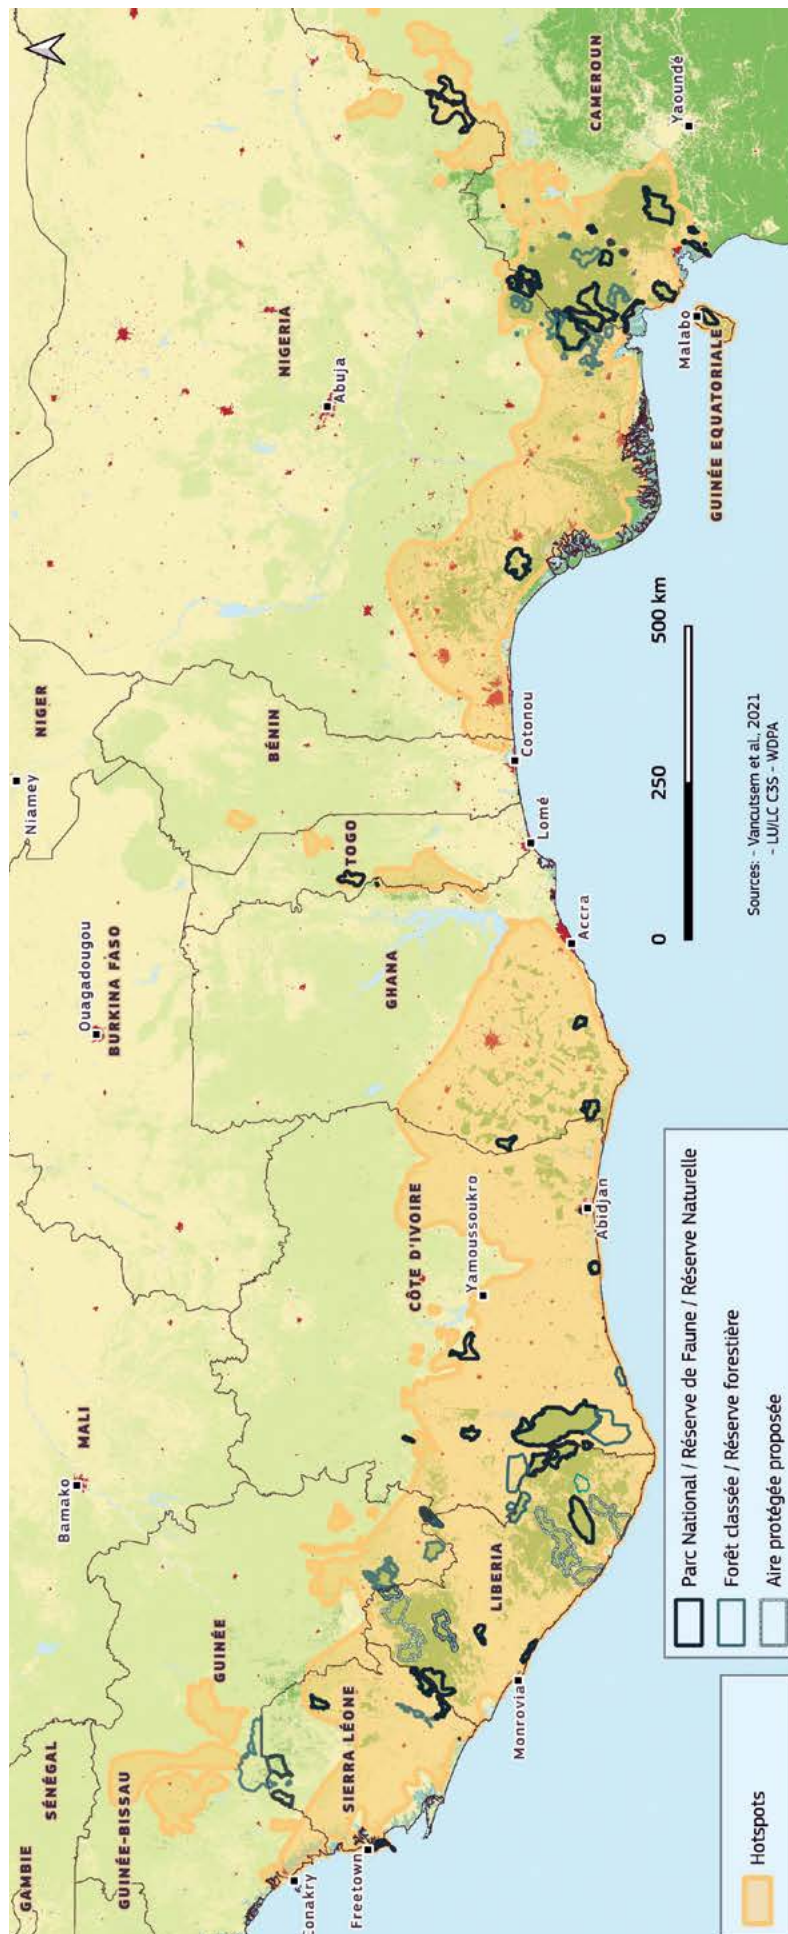 GAMBIE
SÉNÉGAL
GUINÉE-BISSAU
GUINÉE
Conakry
Freetown
SIERRA LÉONE
Monrovia
LIBERIA
Bamako
MALI
CÔTE D'IVOIRE
Yamoussoukro
Abidjan
Ouagadougou
BURKINA FASO
GHANA
Accra
TOGO
Lomé
Niamey
NIGER
BÉNIN
Cotonou
NIGERIA
Abuja
CAMEROUN
Yaoundé
Malabo
GUINÉE EQUATORIALE
0
250
500 km
Sources: - Vancutsem et al., 2021
- LU/LC C3S - WDPA
Hotspots
Parc National / Réserve de Faune / Réserve Naturelle
Forêt classée / Réserve forestière
Aire protégée proposée